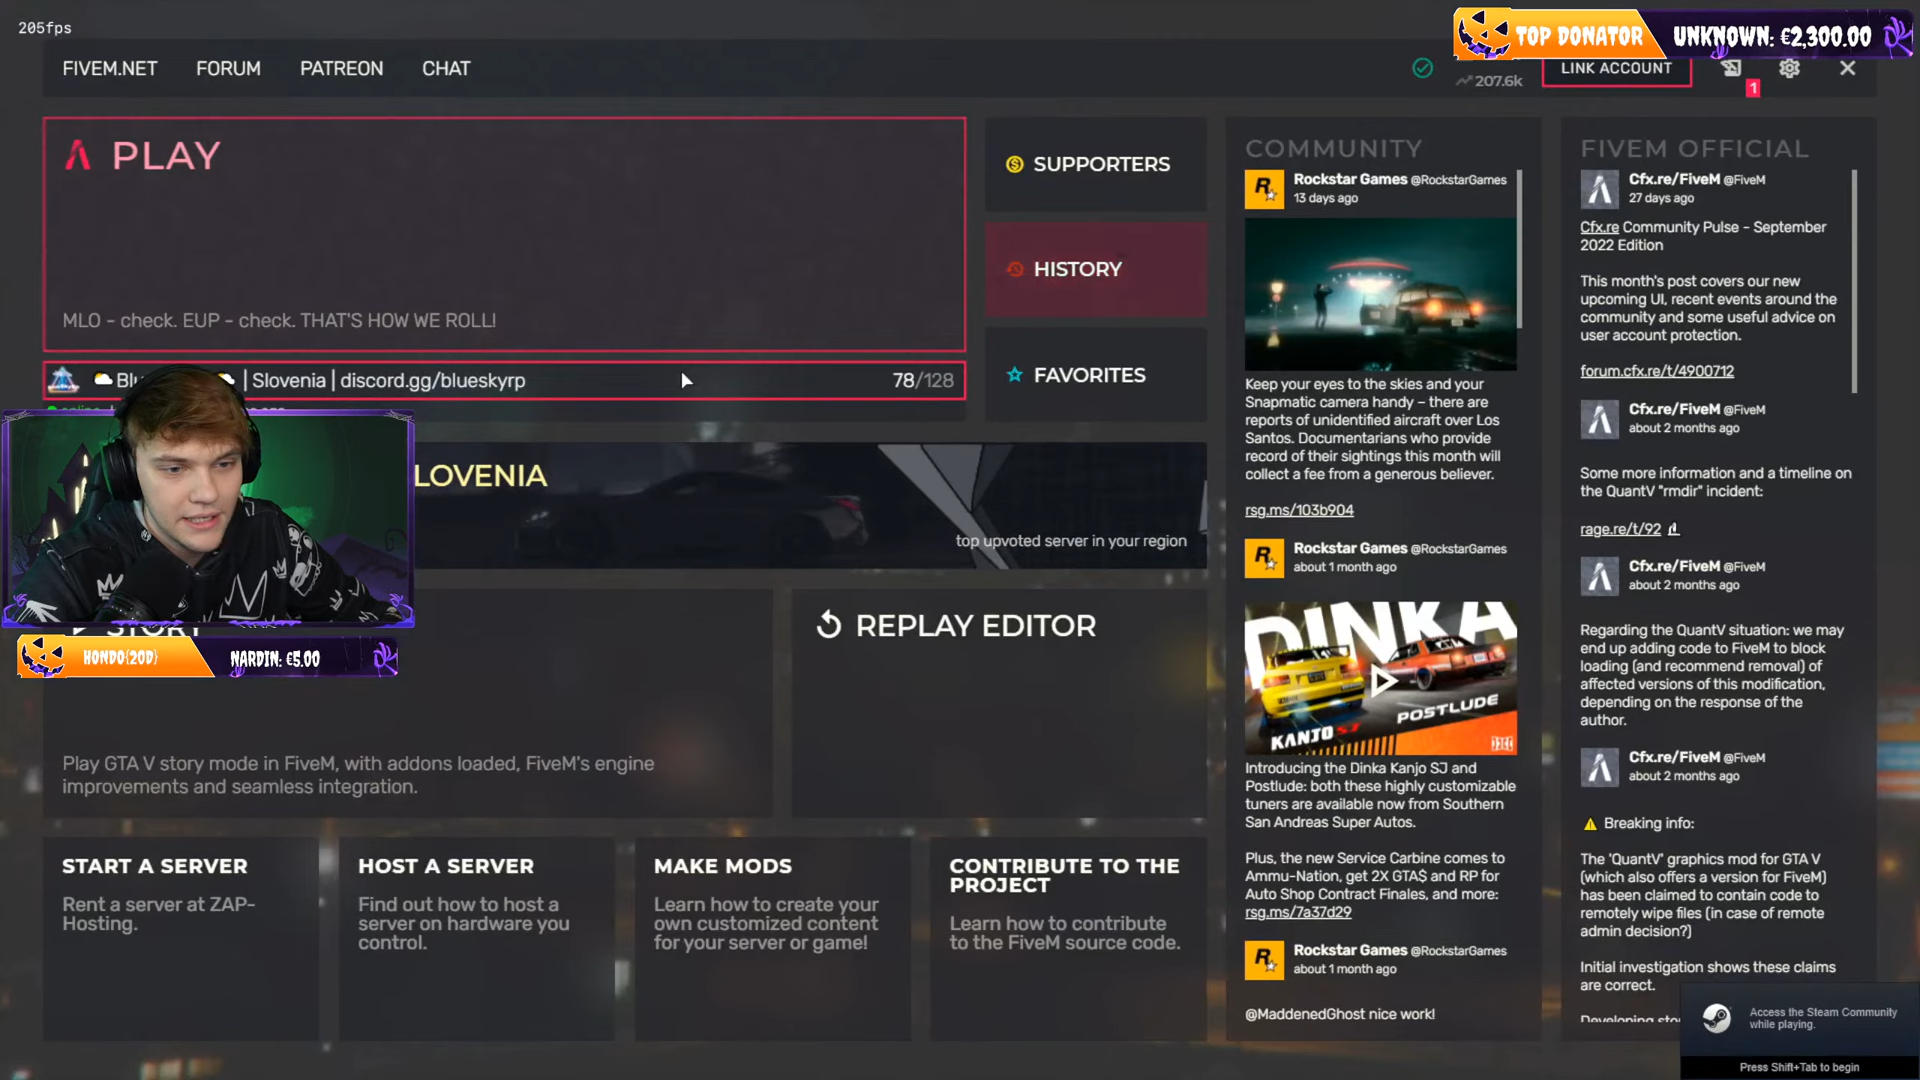 205fps
TOP DONATOR
UNKNOWN: €2,300.00
FIVEM.NET
FORUM
PATREON
CHAT
207.6k
LINK ACCOUNT
1
PLAY
MLO - check. EUP - check. THAT'S HOW WE ROLL!
| Slovenia | discord.gg/blueskyrp
78/128
SUPPORTERS
HISTORY
FAVORITES
LOVENIA
top upvoted server in your region
HONDO(20D)
NARDIN: €5.00
STORY
Play GTA V story mode in FiveM, with addons loaded, FiveM's engine
improvements and seamless integration.
REPLAY EDITOR
START A SERVER
Rent a server at ZAP-
Hosting.
HOST A SERVER
Find out how to host a
server on hardware you
control.
MAKE MODS
Learn how to create your
own customized content
for your server or game!
CONTRIBUTE TO THE
PROJECT
Learn how to contribute
to the FiveM source code.
COMMUNITY
Rockstar Games @RockstarGames
13 days ago
Keep your eyes to the skies and your
Snapmatic camera handy – there are
reports of unidentified aircraft over Los
Santos. Documentarians who provide
record of their sightings this month will
collect a fee from a generous believer.
rsg.ms/103b904
Rockstar Games @RockstarGames
about 1 month ago
DINKA
KANJO SJ
POSTLUDE
Introducing the Dinka Kanjo SJ and
Postlude: both these highly customizable
tuners are available now from Southern
San Andreas Super Autos.
Plus, the new Service Carbine comes to
Ammu-Nation, get 2X GTA$ and RP for
Auto Shop Contract Finales, and more:
rsg.ms/7a37d29
Rockstar Games @RockstarGames
about 1 month ago
@MaddenedGhost nice work!
FIVEM OFFICIAL
Cfx.re/FiveM @FiveM
27 days ago
Cfx.re Community Pulse - September
2022 Edition
This month's post covers our new
upcoming UI, recent events around the
community and some useful advice on
user account protection.
forum.cfx.re/t/4900712
Cfx.re/FiveM @FiveM
about 2 months ago
Some more information and a timeline on
the QuantV "rmdir" incident:
rage.re/t/92
Cfx.re/FiveM @FiveM
about 2 months ago
Regarding the QuantV situation: we may
end up adding code to FiveM to block
loading (and recommend removal) of
affected versions of this modification,
depending on the response of the
author.
Cfx.re/FiveM @FiveM
about 2 months ago
Breaking info:
The 'QuantV' graphics mod for GTA V
(which also offers a version for FiveM)
has been claimed to contain code to
remotely wipe files (in case of remote
admin decision?)
Initial investigation shows these claims
are correct.
Access the Steam Community
while playing.
Press Shift+Tab to begin